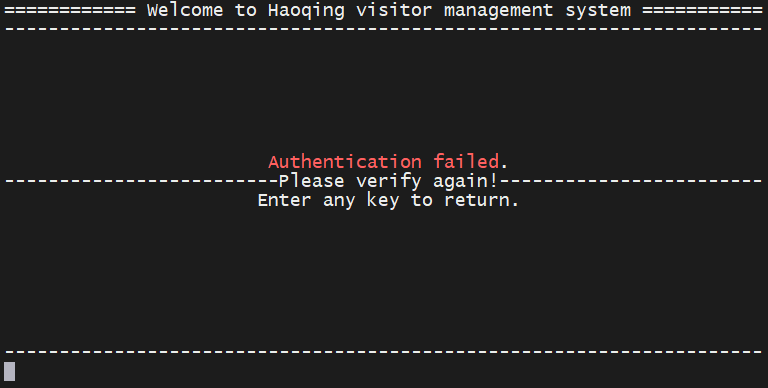 ============ Welcome to Haoqing visitor management system ===========
---------------------------------------------------------------------
Authentication failed.
-------------------------Please verify again!------------------------
Enter any key to return.
---------------------------------------------------------------------